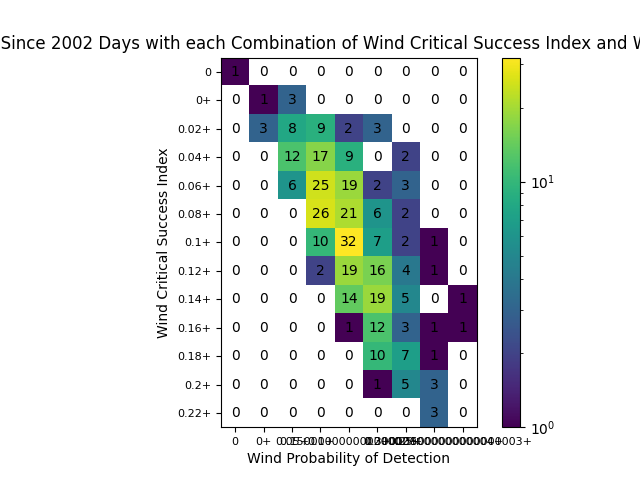 Since 2002 Days with each Combination of Wind Critical Success Index and W
0 1 0 0 0 0 0 0 0 0
0+ 0 1 3 0 0 0 0 0 0
0.02+ 0 3 8 9 2 3 0 0 0
0.04+ 0 0 12 17 9 0 2 0 0
0.06+ 0 0 6 25 19 2 3 0 0
0.08+ 0 0 0 26 21 6 2 0 0
0.1+ 0 0 0 10 32 7 2 1 0
0.12+ 0 0 0 2 19 16 4 1 0
0.14+ 0 0 0 0 14 19 5 0 1
0.16+ 0 0 0 0 1 12 3 1 1
0.18+ 0 0 0 0 0 10 7 1 0
0.2+ 0 0 0 0 0 1 5 3 0
0.22+ 0 0 0 0 0 0 0 3 0
0 0+
Wind Probability of Detection
Wind Critical Success Index
10^1
10^0